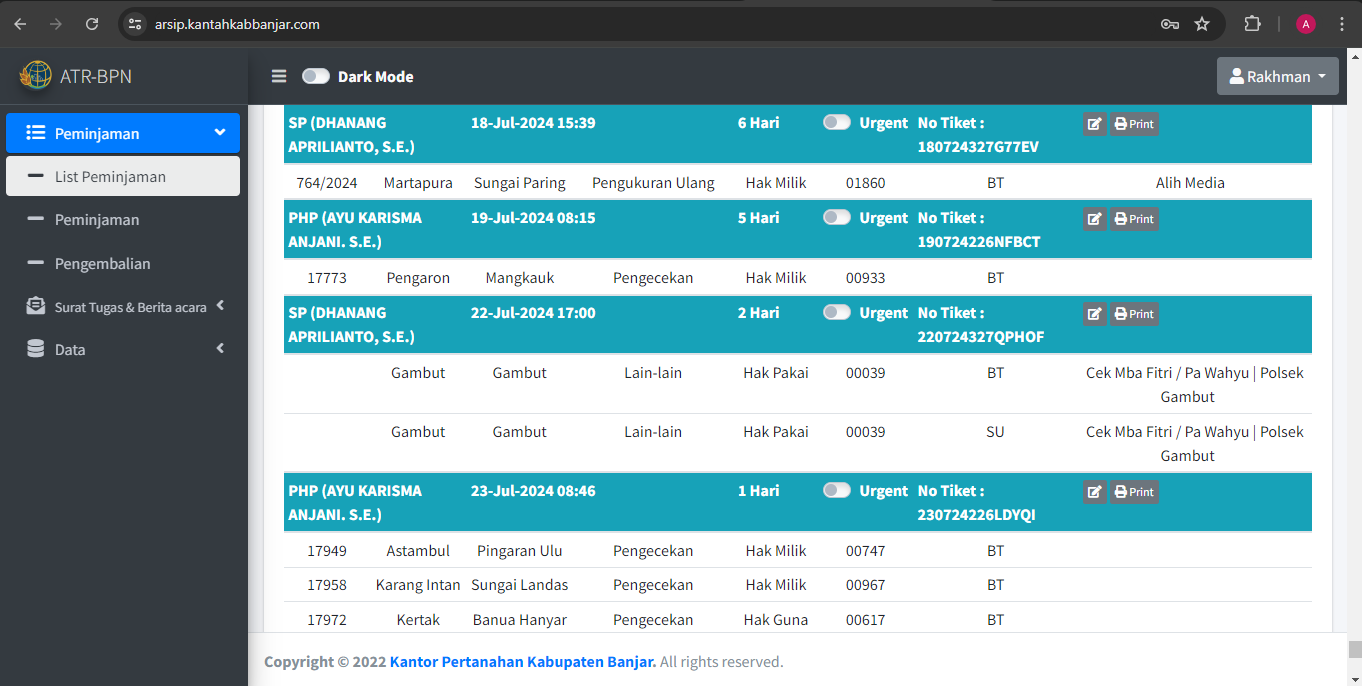 arsip.kantahkabbanjar.com
A
ATR-BPN
Dark Mode
Rakhman
Peminjaman
List Peminjaman
Peminjaman
Pengembalian
Surat Tugas & Berita acara
Data
SP (DHANANG 18-Jul-2024 15:39 6 Hari Urgent No Tiket : Print
APRILIANTO, S.E.) 180724327G77EV
764/2024 Martapura Sungai Paring Pengukuran Ulang Hak Milik 01860 BT Alih Media
PHP (AYU KARISMA 19-Jul-2024 08:15 5 Hari Urgent No Tiket : Print
ANJANI. S.E.) 190724226NFBCT
17773 Pengaron Mangkauk Pengecekan Hak Milik 00933 BT
SP (DHANANG 22-Jul-2024 17:00 2 Hari Urgent No Tiket : Print
APRILIANTO, S.E.) 220724327QPHOF
Gambut Gambut Lain-lain Hak Pakai 00039 BT Cek Mba Fitri / Pa Wahyu | Polsek
Gambut
Gambut Gambut Lain-lain Hak Pakai 00039 SU Cek Mba Fitri / Pa Wahyu | Polsek
Gambut
PHP (AYU KARISMA 23-Jul-2024 08:46 1 Hari Urgent No Tiket : Print
ANJANI. S.E.) 230724226LDYQI
17949 Astambul Pingaran Ulu Pengecekan Hak Milik 00747 BT
17958 Karang Intan Sungai Landas Pengecekan Hak Milik 00967 BT
17972 Kertak Banua Hanyar Pengecekan Hak Guna 00617 BT
Copyright © 2022 Kantor Pertanahan Kabupaten Banjar. All rights reserved.